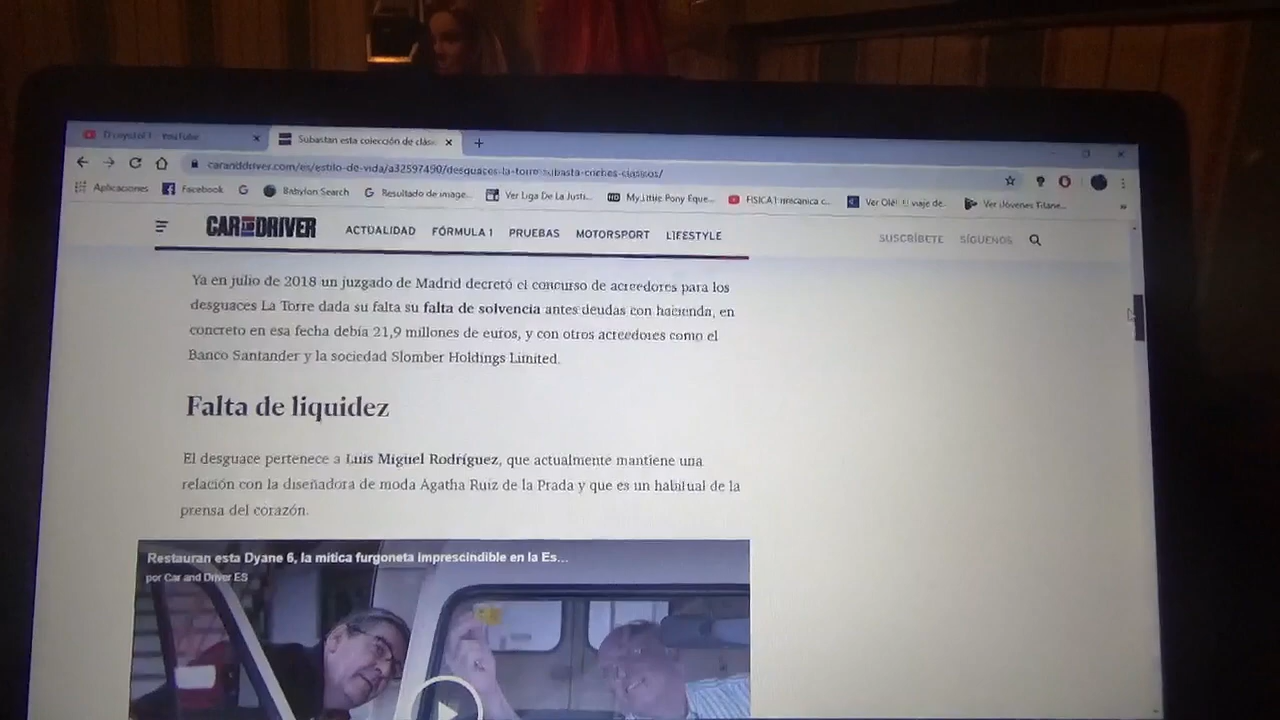 YouTube
Subastan esta colección de clásic
caranddriver.com/es/estilo-de-vida/a32597490/desguaces-la-torre-subasta-coches-clasicos/
Aplicaciones Facebook Babylon Search Resultado de image... Ver Liga De La Justi... My Little Pony Eque... FISICA I mecanica c... Ver Olé! El viaje de Ver Jóvenes Titane...
CAR AND DRIVER ACTUALIDAD FÓRMULA 1 PRUEBAS MOTORSPORT LIFESTYLE SUSCRÍBETE SÍGUENOS
Ya en julio de 2018 un juzgado de Madrid decretó el concurso de acreedores para los
desguaces La Torre dada su falta su falta de solvencia antes deudas con hacienda, en
concreto en esa fecha debía 21,9 millones de euros, y con otros acreedores como el
Banco Santander y la sociedad Slomber Holdings Limited.
Falta de liquidez
El desguace pertenece a Luis Miguel Rodríguez, que actualmente mantiene una
relación con la diseñadora de moda Agatha Ruiz de la Prada y que es un habitual de la
prensa del corazón.
Restauran esta Dyane 6, la mítica furgoneta imprescindible en la Es...
por Car and Driver ES